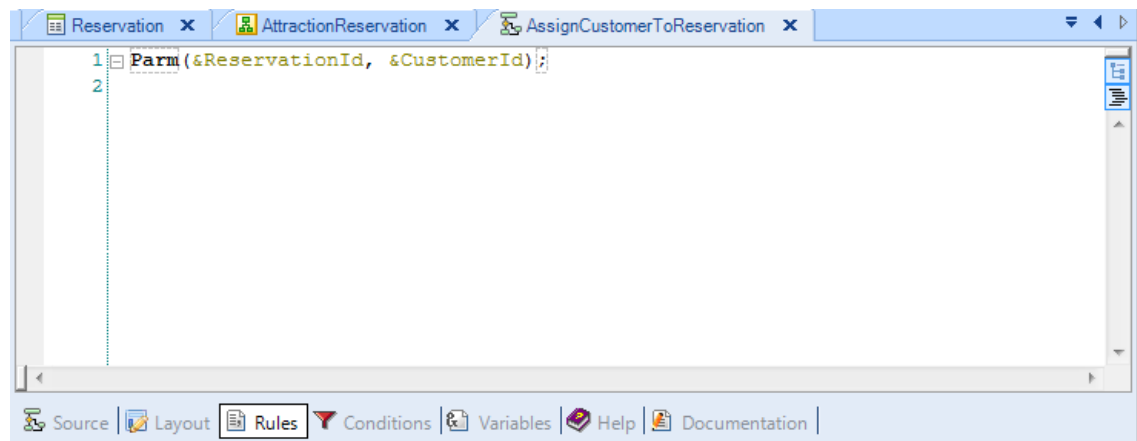 Reservation x AttractionReservation x AssignCustomerToReservation x
1 Parm(&ReservationId, &CustomerId);
2
Source Layout Rules Conditions Variables Help Documentation